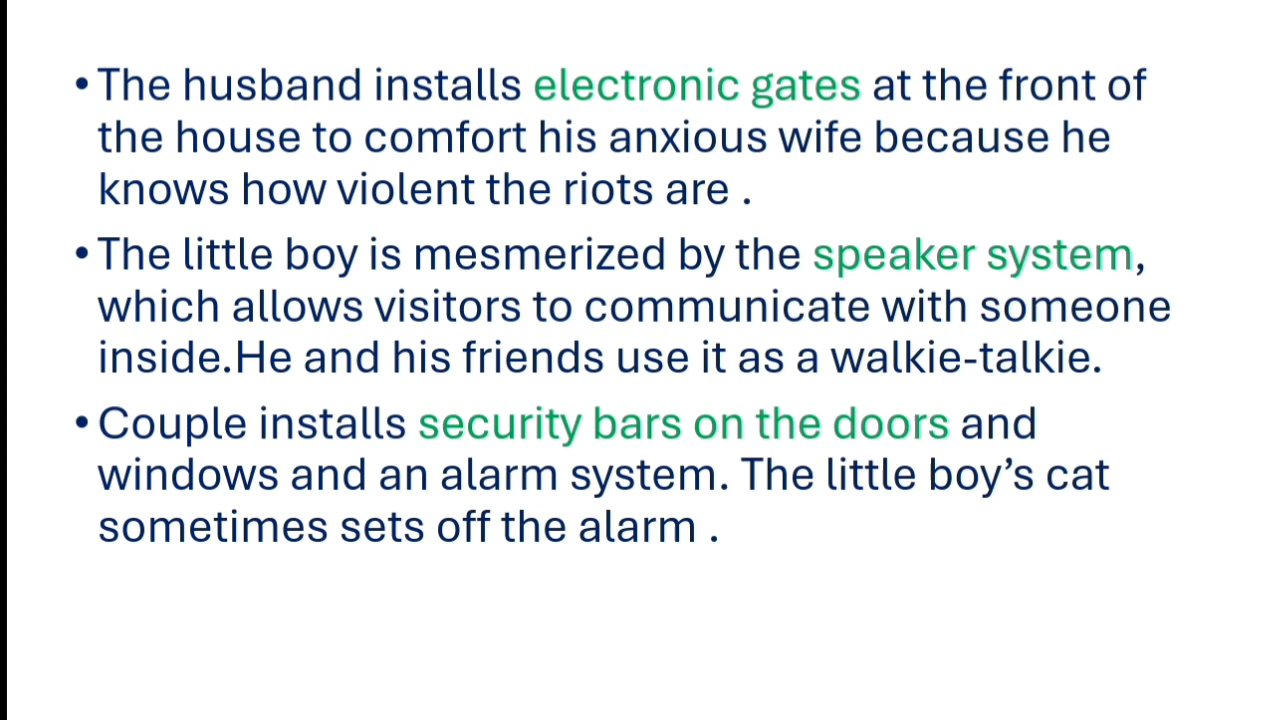 • The husband installs electronic gates at the front of
the house to comfort his anxious wife because he
knows how violent the riots are .
• The little boy is mesmerized by the speaker system,
which allows visitors to communicate with someone
inside.He and his friends use it as a walkie-talkie.
• Couple installs security bars on the doors and
windows and an alarm system. The little boy’s cat
sometimes sets off the alarm .